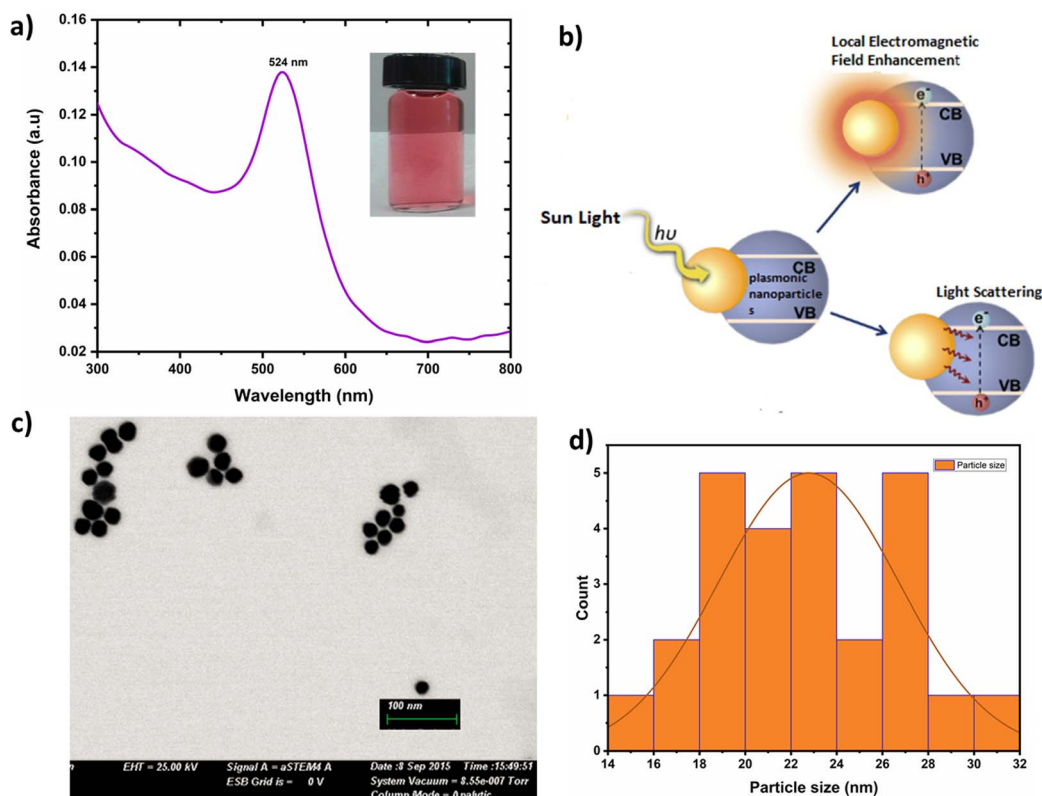 a)
0.16
0.14
0.12
0.10
0.08
0.06
0.04
0.02
Absorbance (a.u)
524 nm
300
400
500
600
700
800
Wavelength (nm)
b)
Local Electromagnetic
Field Enhancement
e-
CB
VB
h+
Sun Light
hυ
CB
plasmonic
nanoparticle
s
VB
Light Scattering
e-
CB
VB
h+
c)
100 nm
EHT = 25.00 kV
Signal A = aSTEM4 A
Date :8 Sep 2015
Time :15:49:51
ESB Grid is = 0 V
System Vacuum = 8.55e-007 Torr
Column Mode =
d)
Particle size
5
4
3
2
1
0
Count
14
16
18
20
22
24
26
28
30
32
Particle size (nm)